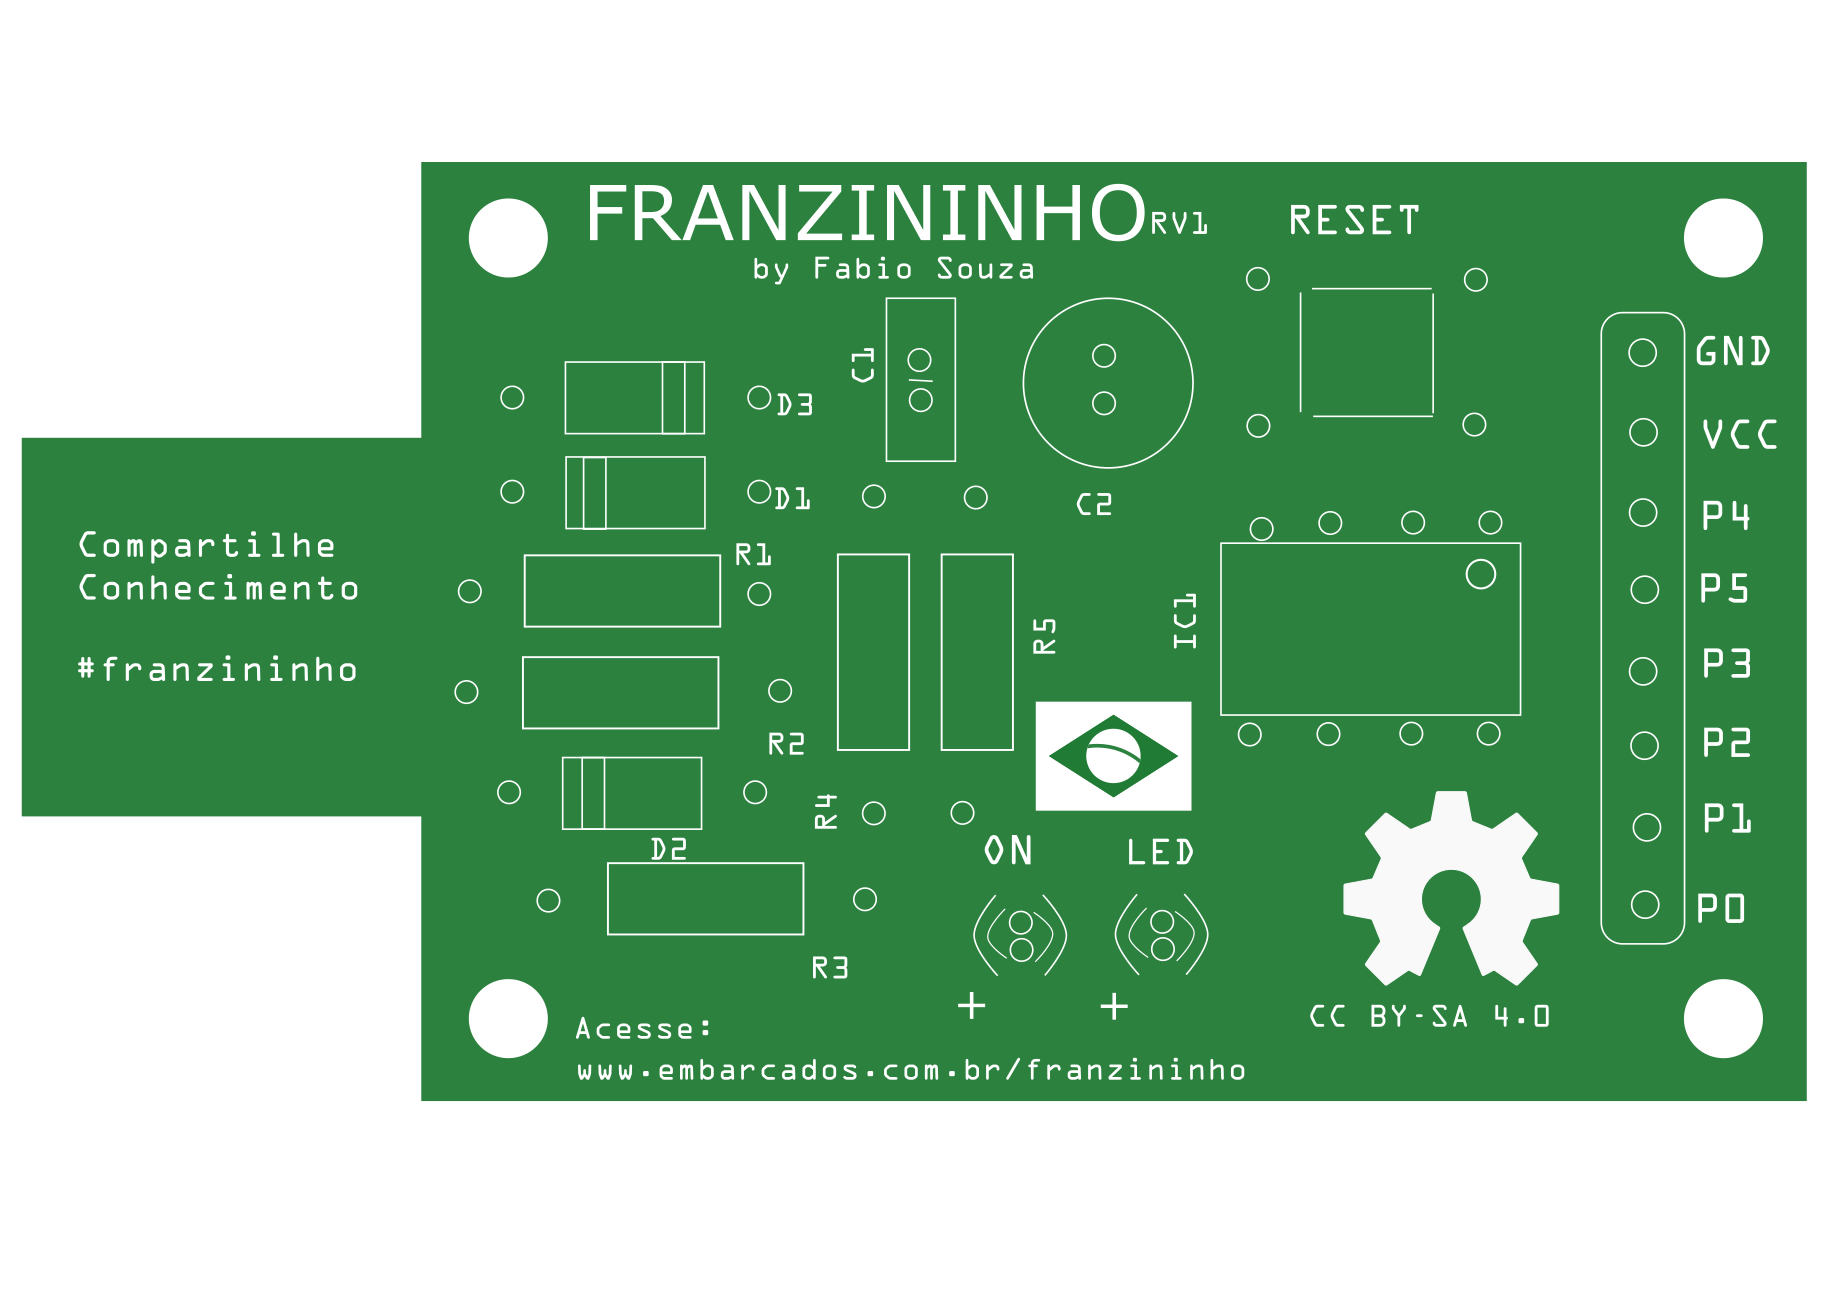 FRANZININHO RV1
by Fabio Souza
RESET
C1
D3
D1
C2
GND
VCC
P4
P5
P3
P2
P1
P0
Compartilhe
Conhecimento
#franzininho
R1
R5
IC1
R2
R4
D2
ON
LED
R3
+
+
CC BY-SA 4.0
Acesse:
www.embarcados.com.br/franzininho